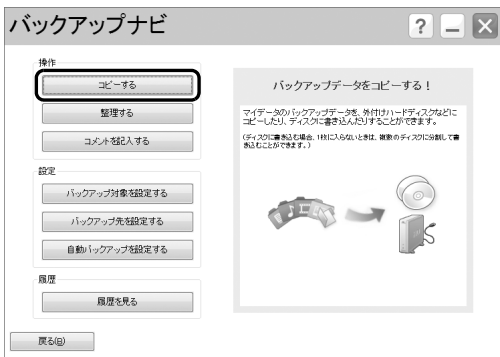 バックアップナビ
?
操作
コピーする
整理する
コメントを記入する
設定
バックアップ対象を設定する
バックアップ先を設定する
自動バックアップを設定する
履歴
履歴を見る
戻る(B)
バックアップデータをコピーする!
マイデータのバックアップデータを、外付けハードディスクなどに
コピーしたり、ディスクに書き込んだりすることができます。
(ディスクに書き込む場合、1枚に入らないときは、複数のディスクに分割して書
き込むことができます。)